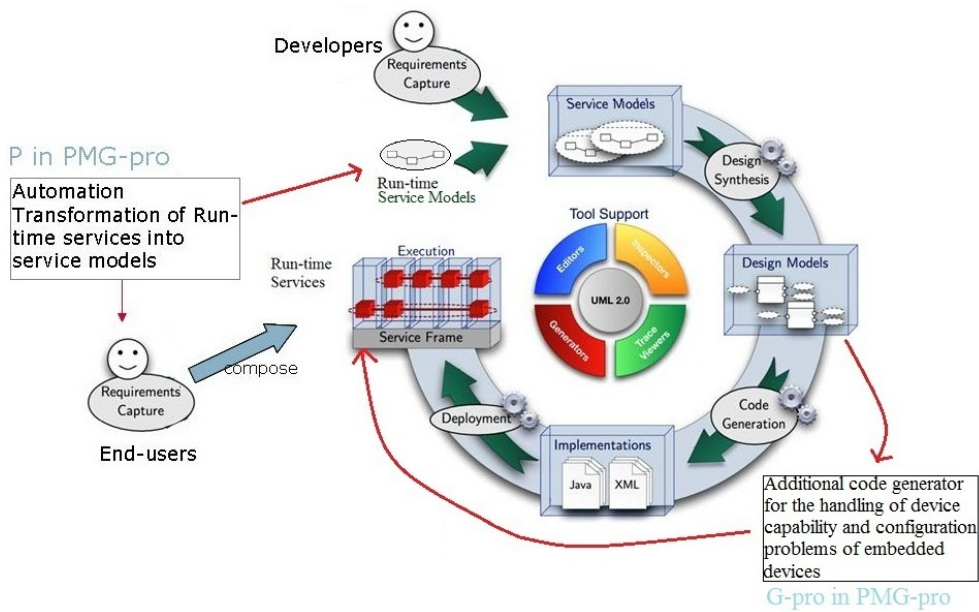 Developers
Requirements
Capture
Service Models
P in PMG-pro
Automation
Transformation of Run-
time services into
service models
Run-time
Service Models
Design
Synthesis
Tool Support
Editors
Inspectors
UML 2.0
Generators
Trace
Viewers
Run-time
Services
Execution
Service Frame
Design Models
compose
Requirements
Capture
End-users
Deployment
Code
Generation
Implementations
Java
XML
Additional code generator
for the handling of device
capability and configuration
problems of embedded
devices
G-pro in PMG-pro